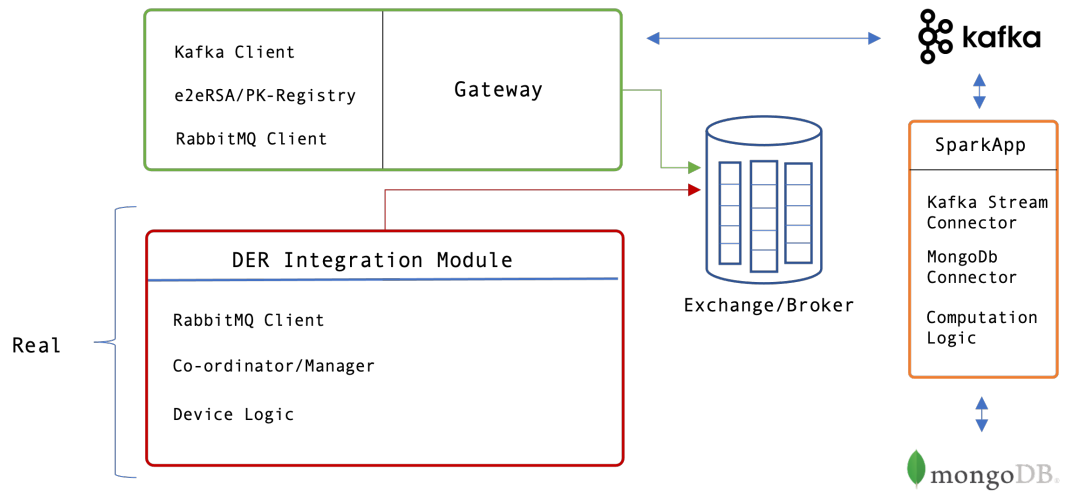 Kafka Client
e2eRSA/PK-Registry
RabbitMQ Client
Gateway
kafka
SparkApp
Kafka Stream
Connector
MongoDb
Connector
Computation
Logic
Exchange/Broker
DER Integration Module
RabbitMQ Client
Co-ordinator/Manager
Device Logic
Real
mongoDB®